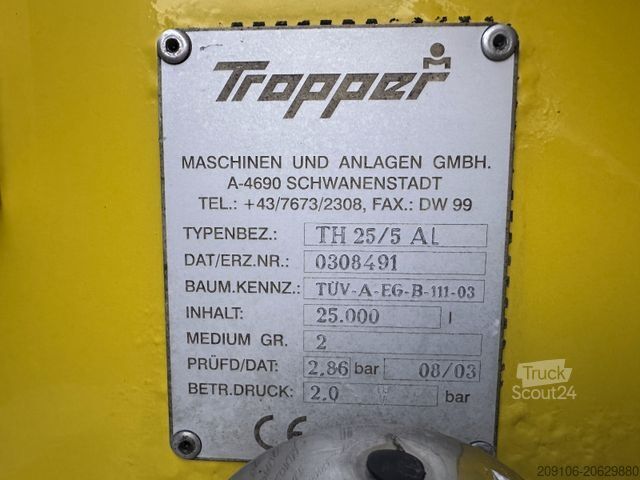 Tropper
MASCHINEN UND ANLAGEN GMBH.
A-4690 SCHWANENSTADT
TEL.: +43/7673/2308, FAX.: DW 99
TYPENBEZ.: TH 25/5 AL
DAT/ERZ.NR.: 0308491
BAUM.KENNZ.: TÜV-A-EG-B-111-03
INHALT: 25.000 l
MEDIUM GR. 2
PRÜFD/DAT: 2.86 bar 08/03
BETR.DRUCK: 2.0 bar
CE
Truck
Scout24
209106-20629880